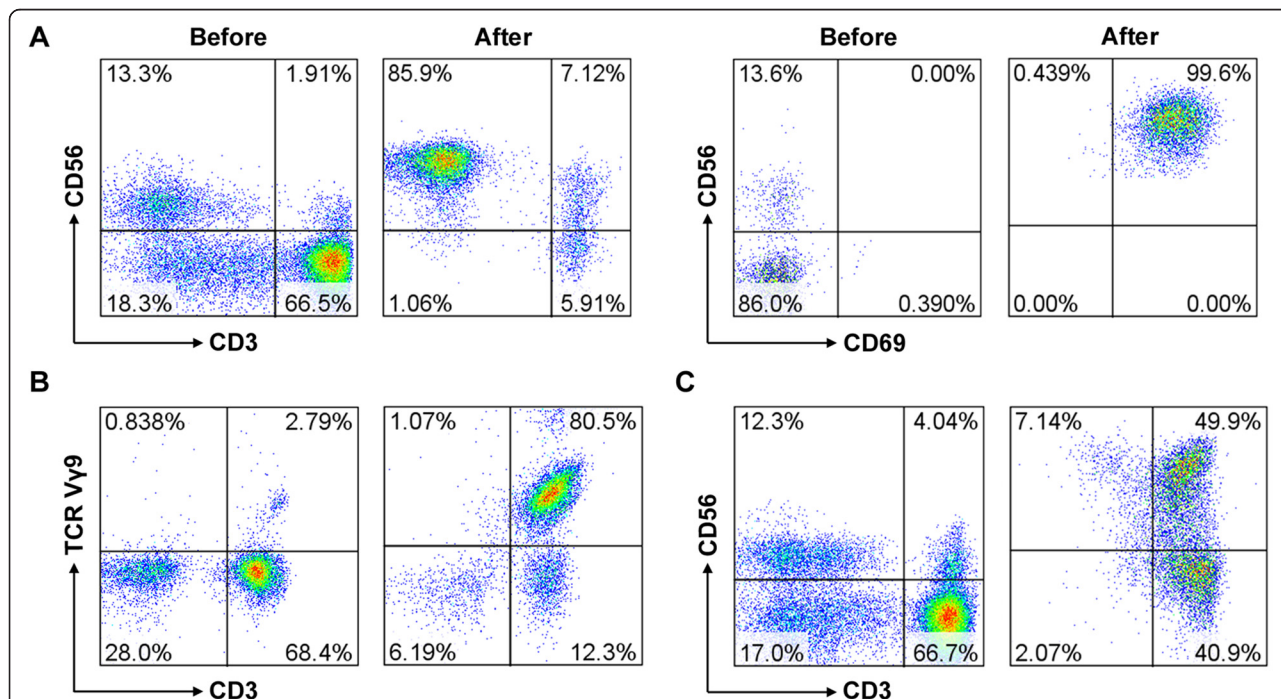 A
Before
After
Before
After
13.3%
1.91%
85.9%
7.12%
13.6%
0.00%
0.439%
99.6%
CD56
CD56
18.3%
66.5%
1.06%
5.91%
86.0%
0.390%
0.00%
0.00%
CD3
CD69
B
C
0.838%
2.79%
1.07%
80.5%
12.3%
4.04%
7.14%
49.9%
TCR Vγ9
CD56
28.0%
68.4%
6.19%
12.3%
17.0%
66.7%
2.07%
40.9%
CD3
CD3